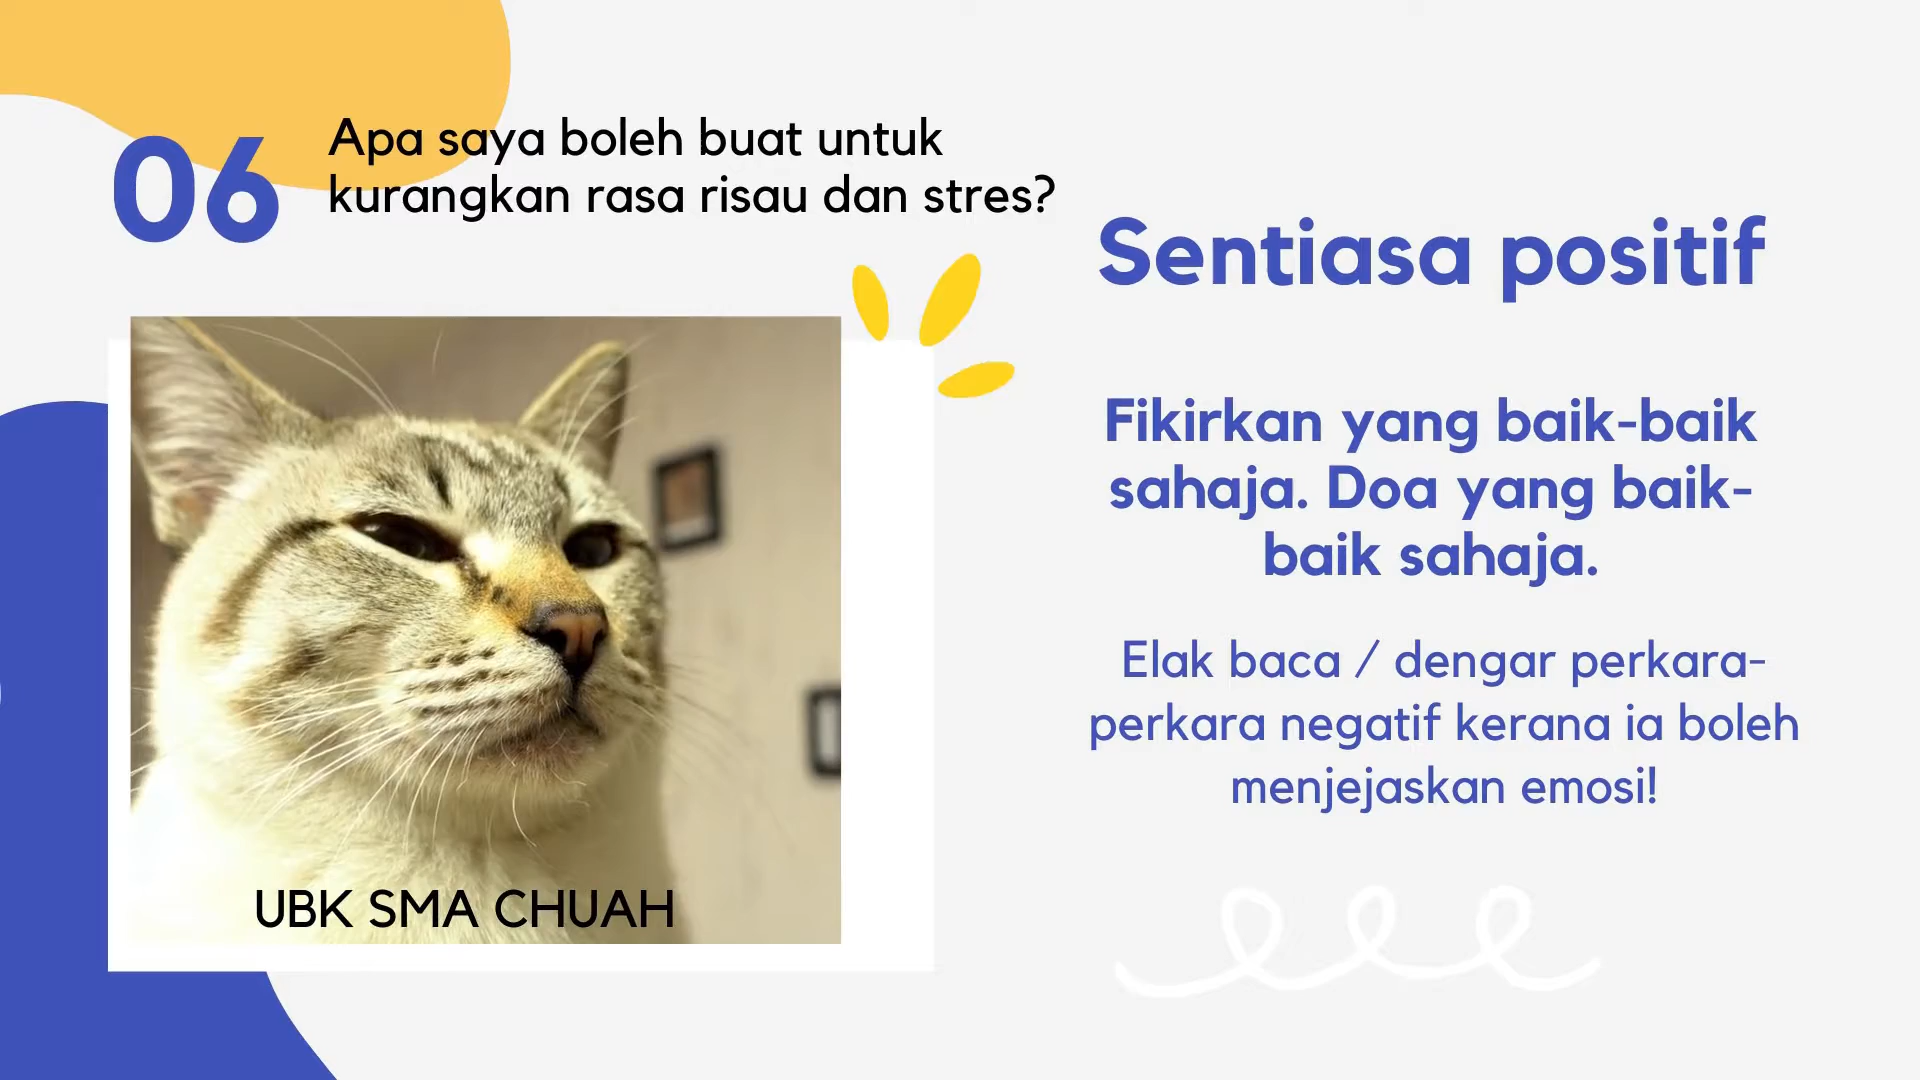 06
Apa saya boleh buat untuk
kurangkan rasa risau dan stres?
Sentiasa positif
Fikirkan yang baik-baik
sahaja. Doa yang baik-
baik sahaja.
Elak baca / dengar perkara-
perkara negatif kerana ia boleh
menjejaskan emosi!
UBK SMA CHUAH